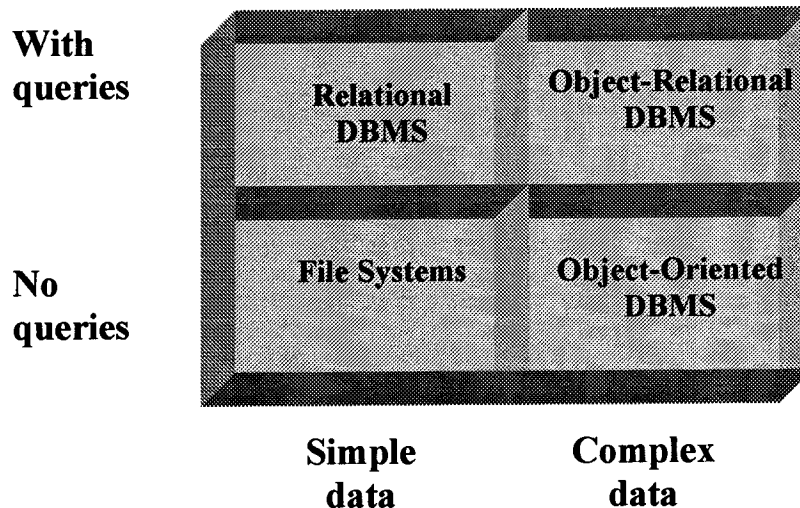 With
queries
Relational
DBMS
Object-Relational
DBMS
No
queries
File Systems
Object-Oriented
DBMS
Simple
data
Complex
data